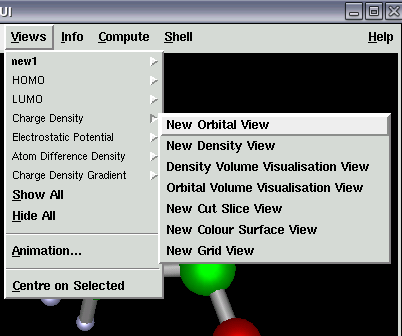 UI
Views Info Compute Shell Help
new1
HOMO
LUMO
Charge Density
Electrostatic Potential
Atom Difference Density
Charge Density Gradient
Show All
Hide All
Animation...
Centre on Selected
New Orbital View
New Density View
Density Volume Visualisation View
Orbital Volume Visualisation View
New Cut Slice View
New Colour Surface View
New Grid View